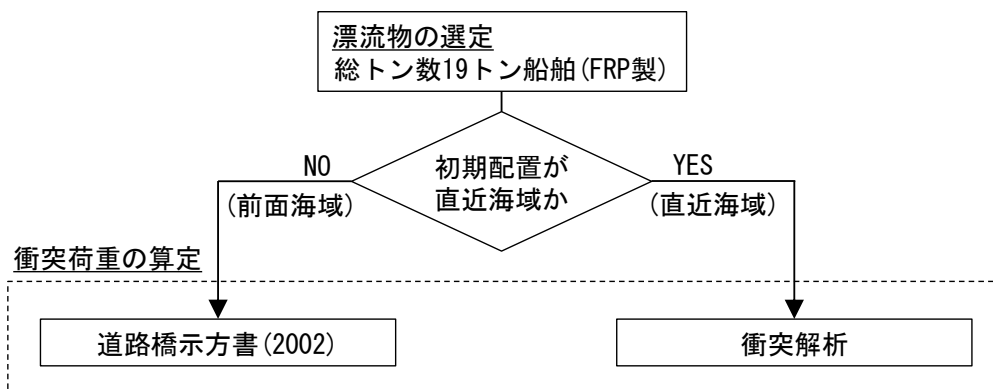 漂流物の選定
総トン数19トン船舶(FRP製)
初期配置が
直近海域か
NO
(前面海域)
YES
(直近海域)
衝突荷重の算定
道路橋示方書(2002)
衝突解析